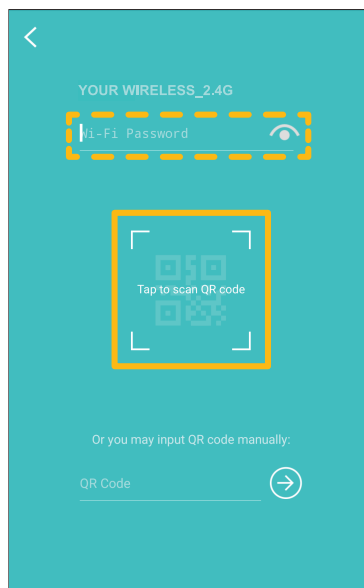 YOUR WIRELESS_2.4G
Wi-Fi Password
Tap to scan QR code
Or you may input QR code manually:
QR Code